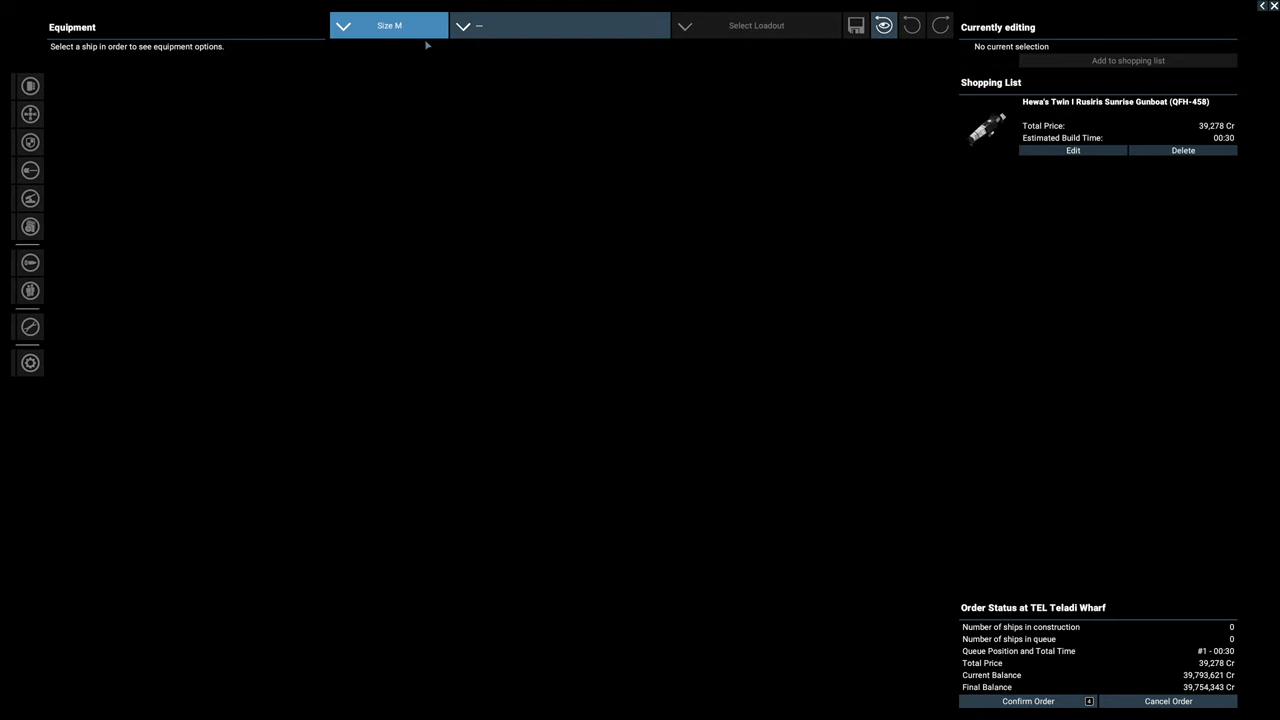 Equipment
Select a ship in order to see equipment options.
Size M
—
Select Loadout
Currently editing
No current selection
Add to shopping list
Shopping List
Hewa's Twin I Rusiris Sunrise Gunboat (QFH-458)
Total Price: 39,278 Cr
Estimated Build Time: 00:30
Edit
Delete
Order Status at TEL Teladi Wharf
Number of ships in construction 0
Number of ships in queue 0
Queue Position and Total Time #1 - 00:30
Total Price 39,278 Cr
Current Balance 39,793,621 Cr
Final Balance 39,754,343 Cr
Confirm Order 4
Cancel Order